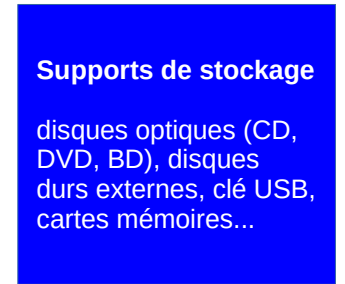 Supports de stockage
disques optiques (CD,
DVD, BD), disques
durs externes, clé USB,
cartes mémoires...